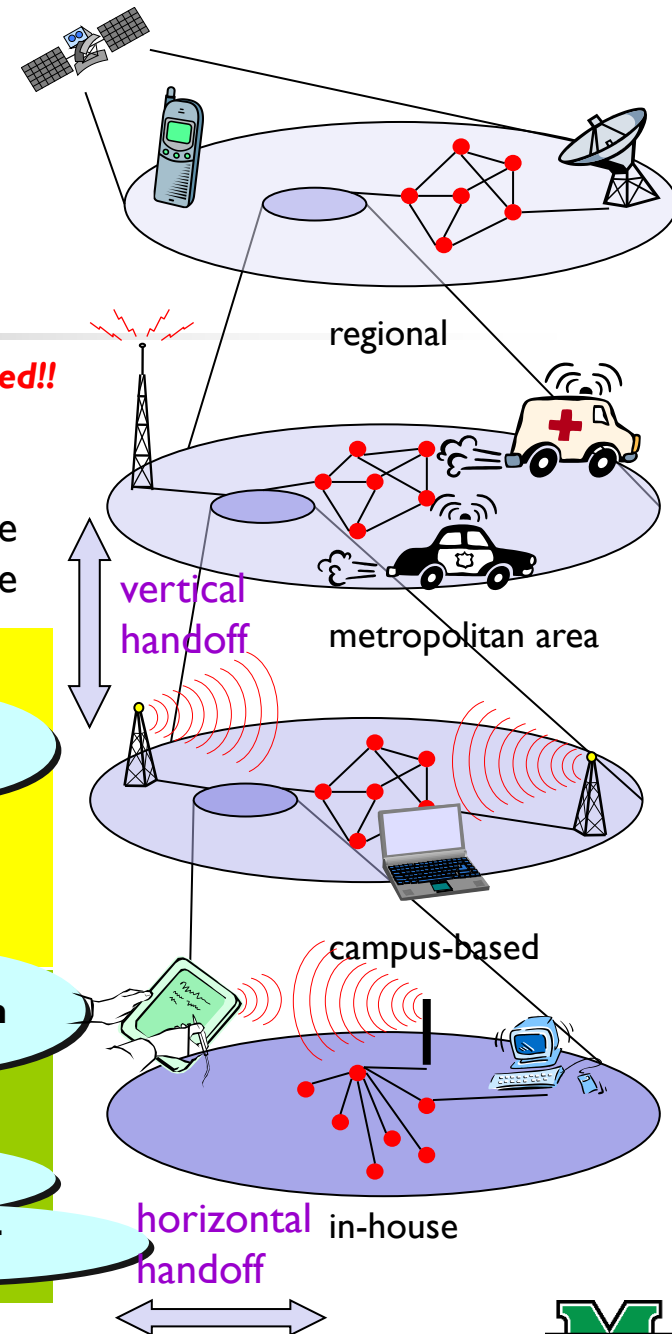 regional
ed!!
e
e
vertical
handoff
metropolitan area
campus-based
n
horizontal
handoff
in-house